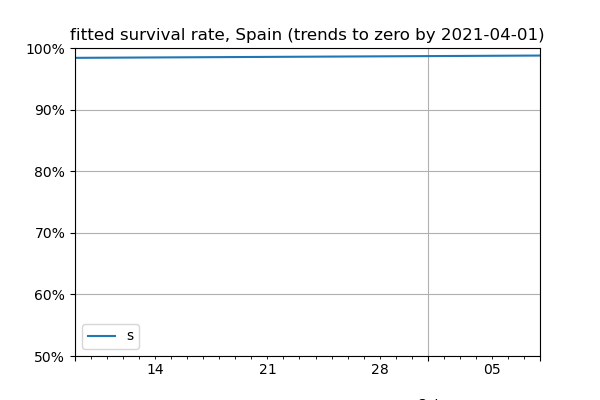 fitted survival rate, Spain (trends to zero by 2021-04-01)
100%
90%
80%
70%
60%
50%
s
14 21 28 05